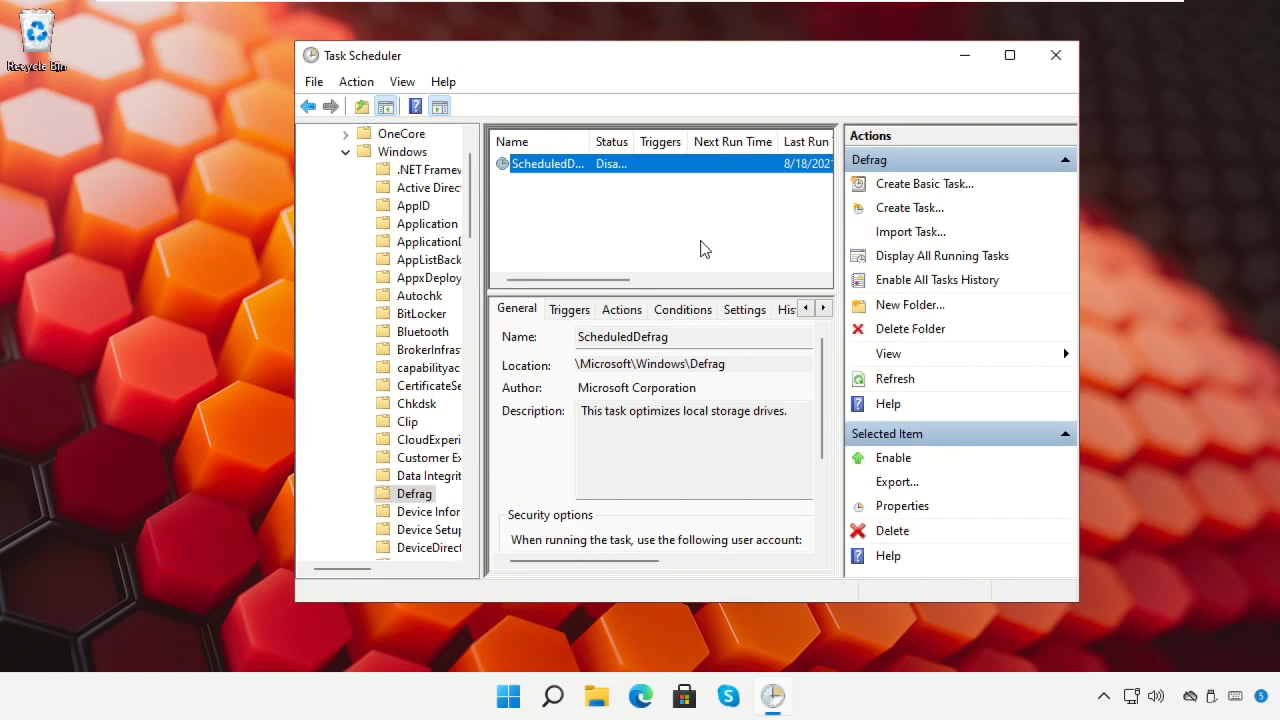 Recycle Bin
Task Scheduler
File Action View Help
OneCore
Windows
.NET Framew
Active Direc
AppID
Application
Application
AppListBack
AppxDeploy
Autochk
BitLocker
Bluetooth
BrokerInfras
capabilityac
CertificateSe
Chkdsk
Clip
CloudExperi
Customer Ex
Data Integrit
Defrag
Device Infor
Device Setup
DeviceDirect
Name Status Triggers Next Run Time Last Run
ScheduledD... Disa... 8/18/202
General Triggers Actions Conditions Settings His
Name: ScheduledDefrag
Location: \Microsoft\Windows\Defrag
Author: Microsoft Corporation
Description: This task optimizes local storage drives.
Security options
When running the task, use the following user account:
Actions
Defrag
Create Basic Task...
Create Task...
Import Task...
Display All Running Tasks
Enable All Tasks History
New Folder...
Delete Folder
View
Refresh
Help
Selected Item
Enable
Export...
Properties
Delete
Help
5